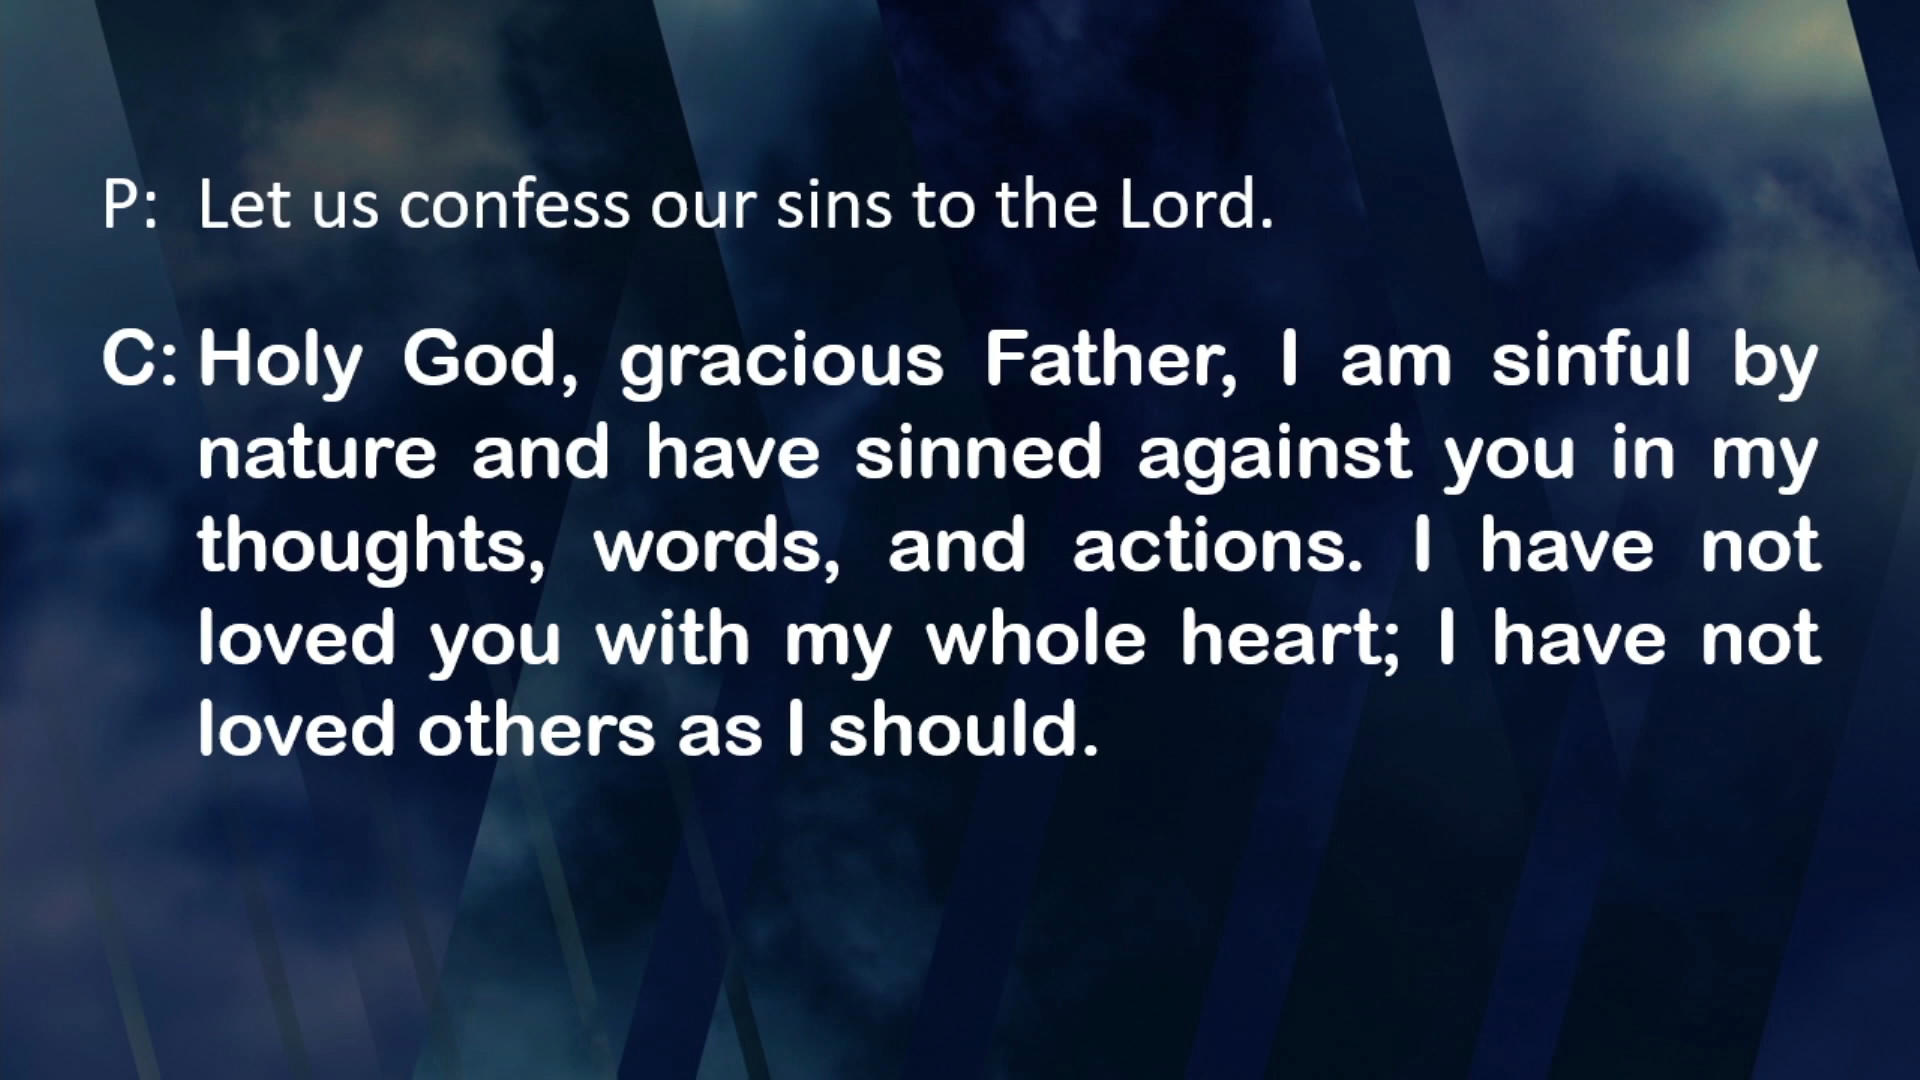 P: Let us confess our sins to the Lord.
C: Holy God, gracious Father, I am sinful by
nature and have sinned against you in my
thoughts, words, and actions. I have not
loved you with my whole heart; I have not
loved others as I should.